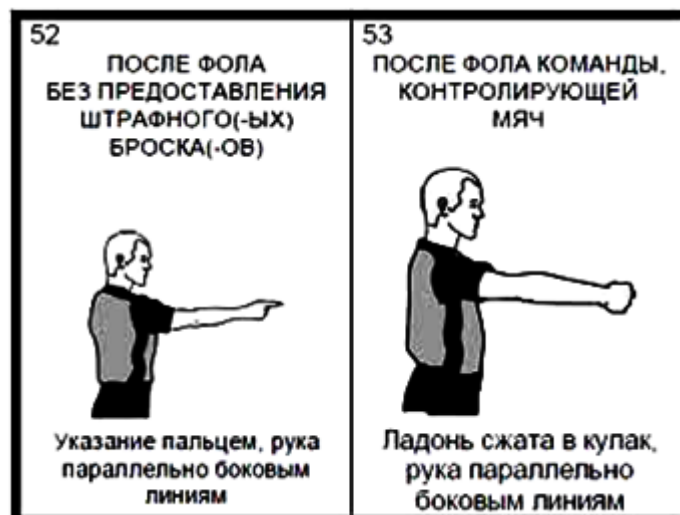 52
ПОСЛЕ ФОЛА
БЕЗ ПРЕДОСТАВЛЕНИЯ
ШТРАФНОГО(-ЫХ)
БРОСКА(-ОВ)
Указание пальцем, рука
параллельно боковым
линиям
53
ПОСЛЕ ФОЛА КОМАНДЫ,
КОНТРОЛИРУЮЩЕЙ
МЯЧ
Ладонь сжата в кулак,
рука параллельно
боковым линиям